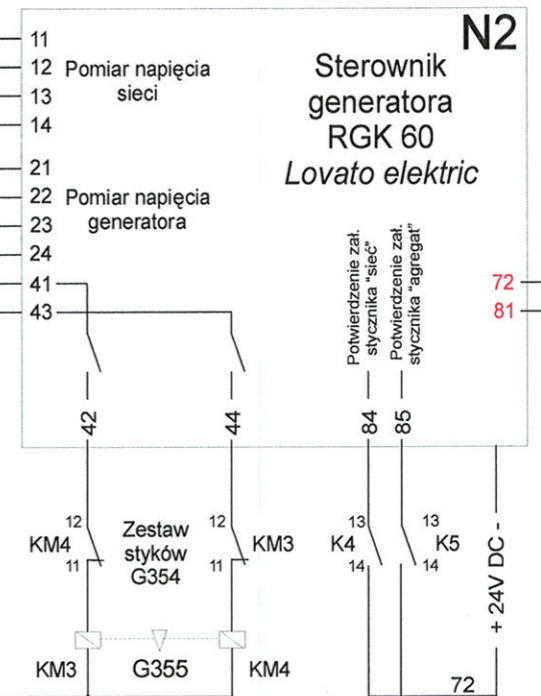 N2
11
12 Pomiar napięcia
sieci
13
14
21
22 Pomiar napięcia
generatora
23
24
41
43
Sterownik
generatora
RGK 60
Lovato elektric
Potwierdzenie zał.
stycznika "sieć"
Potwierdzenie zał.
stycznika "agregat"
72
81
42
44
84
85
12
KM4
11
Zestaw
styków
G354
12
KM3
11
13
K4
14
13
K5
14
+ 24V DC -
KM3
G355
KM4
72